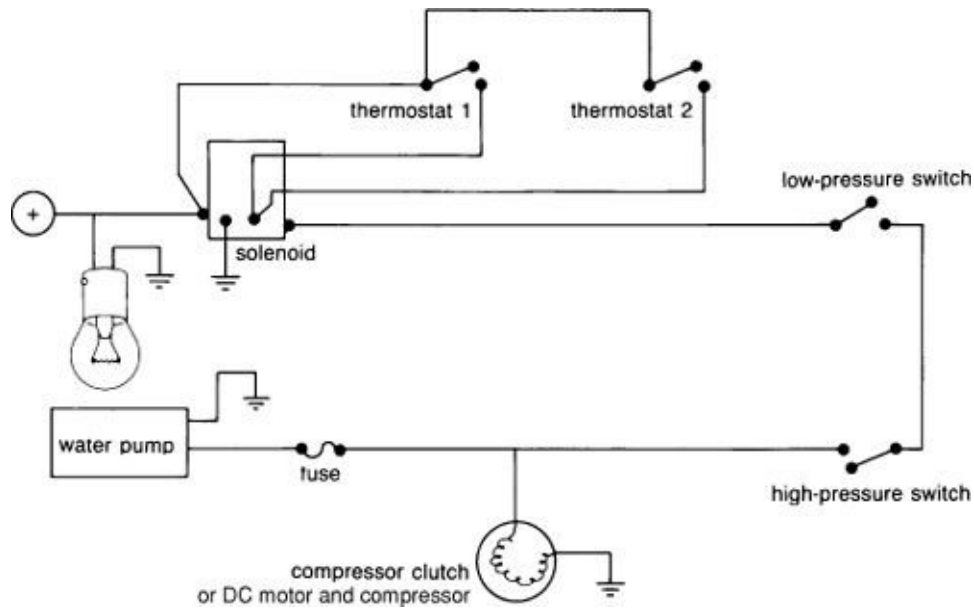 thermostat 1
thermostat 2
low-pressure switch
+
solenoid
water pump
fuse
high-pressure switch
compressor clutch
or DC motor and compressor